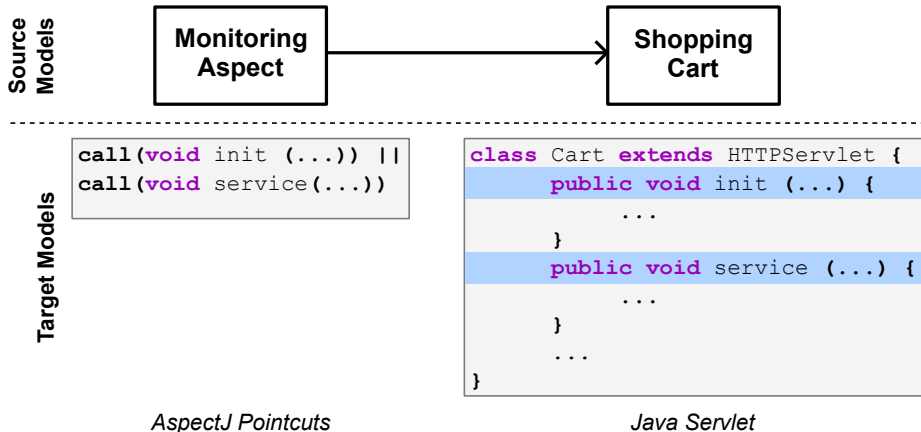 Source
Models
Monitoring
Aspect
Shopping
Cart
Target Models
call(void init (...)) ||
call(void service(...))
class Cart extends HTTPServlet {
public void init (...) {
...
}
public void service (...) {
...
}
...
}
AspectJ Pointcuts
Java Servlet